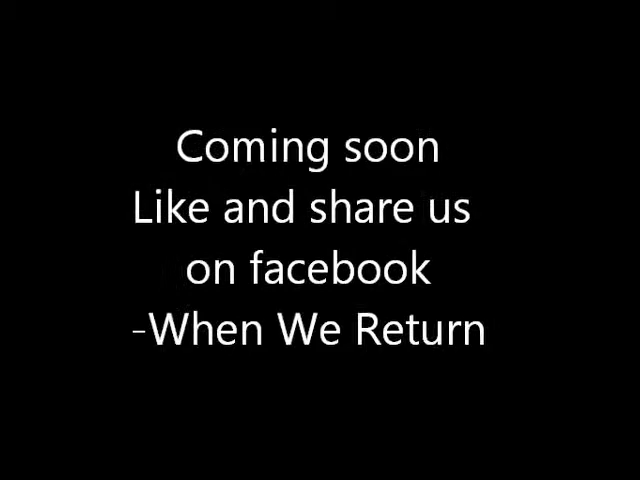 Coming soon
Like and share us
on facebook
-When We Return